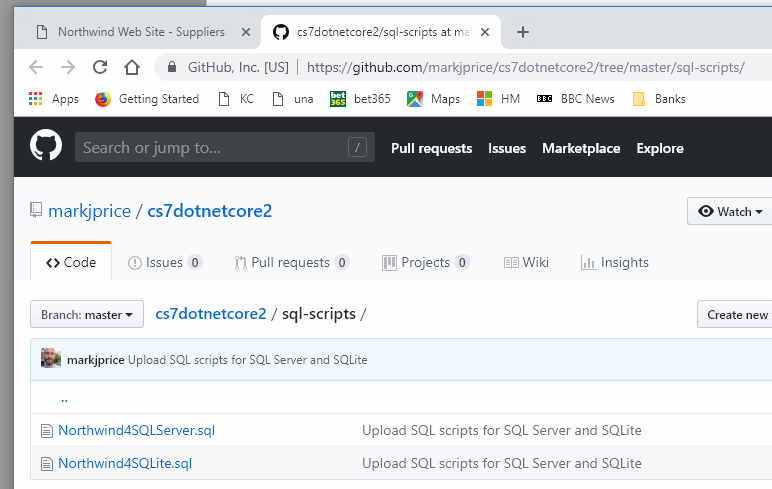 Northwind Web Site - Suppliers
cs7dotnetcore2/sql-scripts at ma
GitHub, Inc. [US] | https://github.com/markjprice/cs7dotnetcore2/tree/master/sql-scripts/
Apps Getting Started KC una bet365 bet365 Maps HM BBC BBC News Banks
Search or jump to... / Pull requests Issues Marketplace Explore
markjprice / cs7dotnetcore2 Watch
Code Issues 0 Pull requests 0 Projects 0 Wiki Insights
Branch: master cs7dotnetcore2 / sql-scripts / Create new
markjprice Upload SQL scripts for SQL Server and SQLite
..
Northwind4SQLServer.sql Upload SQL scripts for SQL Server and SQLite
Northwind4SQLite.sql Upload SQL scripts for SQL Server and SQLite